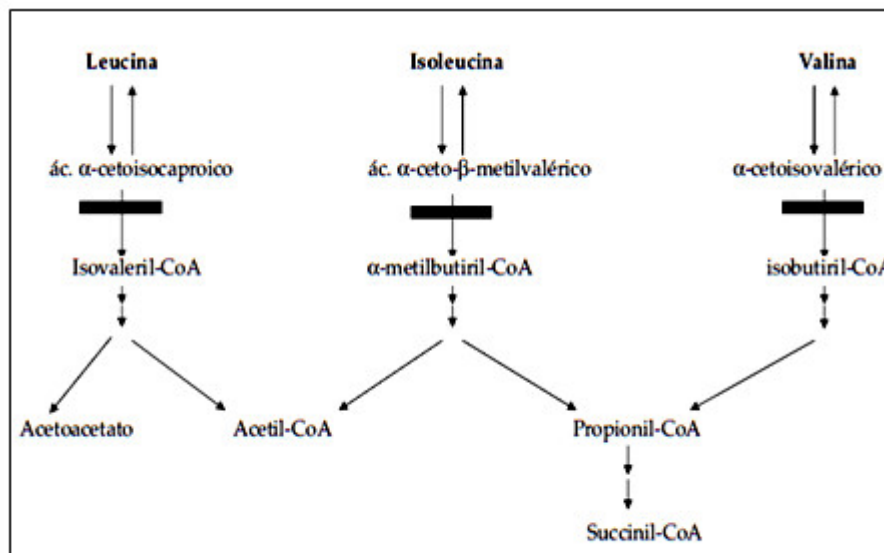 Leucina Isoleucina Valina
ác. α-cetoisocaproico ác. α-ceto-β-metilvalérico α-cetoisovalérico
Isovaleril-CoA α-metilbutiril-CoA isobutiril-CoA
Acetoacetato Acetil-CoA Propionil-CoA
Succinil-CoA